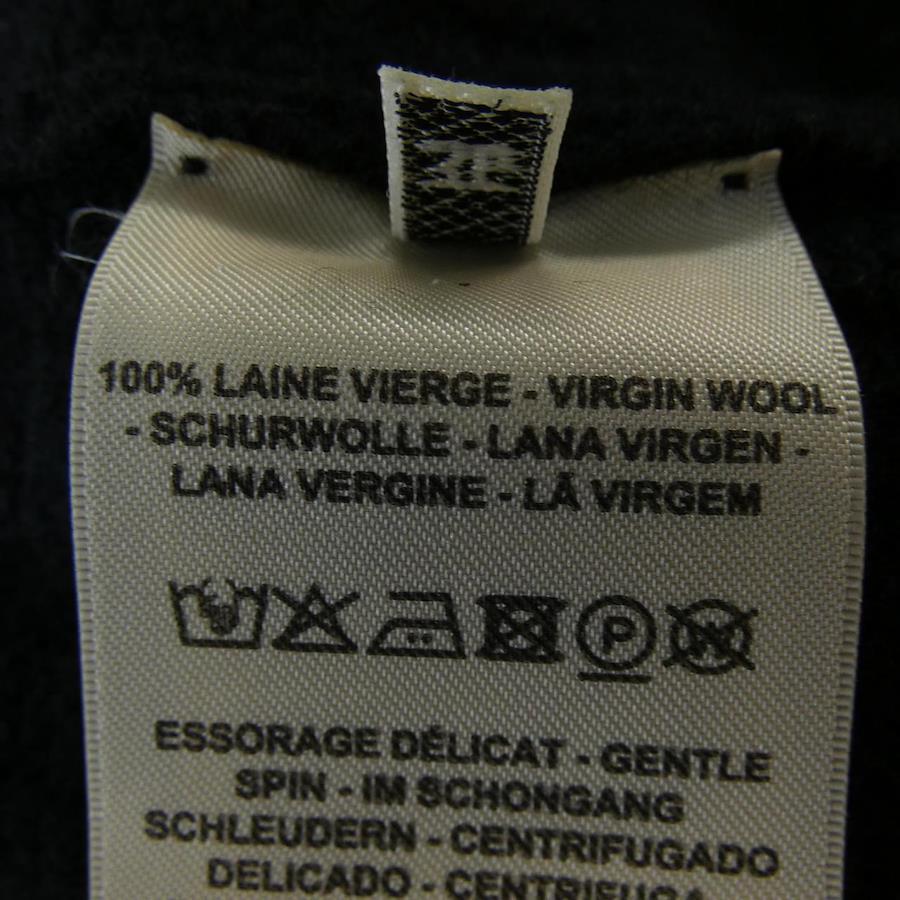 100% LAINE VIERGE - VIRGIN WOOL
- SCHURWOLLE - LANA VIRGEN -
LANA VERGINE - LÃ VIRGEM
P
W
ESSORAGE DÉLICAT - GENTLE
SPIN - IM SCHONGANG
SCHLEUDERN - CENTRIFUGADO
DELICADO - CENTRIFUGA